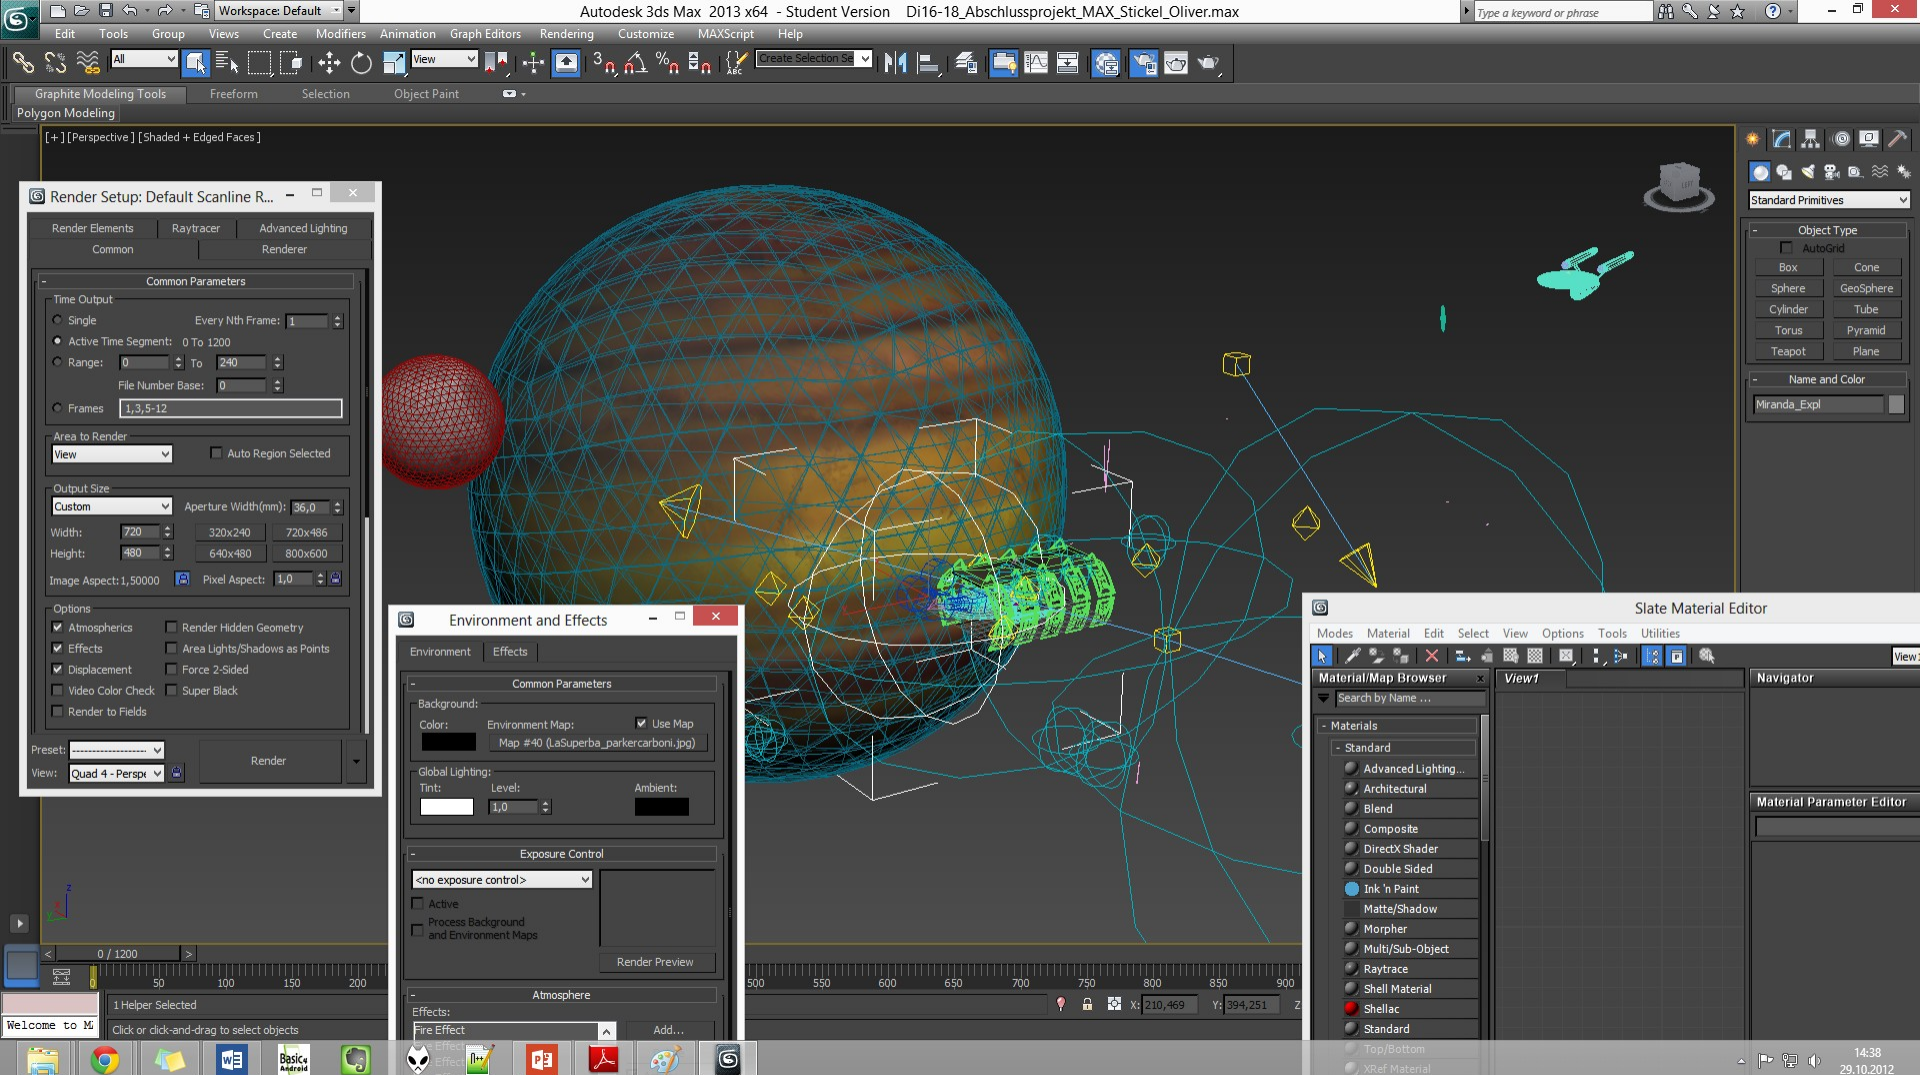 Workspace: Default
Autodesk 3ds Max 2013 x64 - Student Version Di16-18_Abschlussprojekt_MAX_Stickel_Oliver.max
Type a keyword or phrase
Edit Tools Group Views Create Modifiers Animation Graph Editors Rendering Customize MAXScript Help
All
View
Create Selection Se
Graphite Modeling Tools Freeform Selection Object Paint
Polygon Modeling
[+][Perspective][Shaded + Edged Faces]
Render Setup: Default Scanline R...
Render Elements Raytracer Advanced Lighting
Common Renderer
Common Parameters
Time Output
Single Every Nth Frame: 1
Active Time Segment: 0 To 1200
Range: 0 To 240
File Number Base: 0
Frames 1,3,5-12
Area to Render
View Auto Region Selected
Output Size
Custom Aperture Width(mm): 36,0
Width: 720 320x240 720x486
Height: 480 640x480 800x600
Image Aspect:1,50000 Pixel Aspect: 1,0
Options
Atmospherics Render Hidden Geometry
Effects Area Lights/Shadows as Points
Displacement Force 2-Sided
Video Color Check Super Black
Render to Fields
Preset: --------------------
View: Quad 4 - Perspe Render
Environment and Effects
Environment Effects
Common Parameters
Background:
Color: Environment Map: Use Map
Map #40 (LaSuperba_parkercarboni.jpg)
Global Lighting:
Tint: Level: Ambient:
1,0
Exposure Control
<no exposure control>
Active
Process Background
and Environment Maps
Render Preview
Atmosphere
Effects:
Fire Effect Add...
Standard Primitives
Object Type
AutoGrid
Box Cone
Sphere GeoSphere
Cylinder Tube
Torus Pyramid
Teapot Plane
Name and Color
Miranda_Expl
Slate Material Editor
Modes Material Edit Select View Options Tools Utilities
Material/Map Browser
View1
Navigator
Search by Name ...
- Materials
- Standard
Advanced Lighting...
Architectural
Blend
Composite
DirectX Shader
Double Sided
Ink 'n Paint
Matte/Shadow
Morpher
Multi/Sub-Object
Raytrace
Shell Material
Shellac
Standard
Top/Bottom
XRef Material
Material Parameter Editor
0 / 1200
0 50 100 150 200 500 550 600 650 700 750 800 850 900
1 Helper Selected
X: 210,469 Y: 394,251 Z
Welcome to M
Click or click-and-drag to select objects
Basic4 Android
14:38
29.10.2012